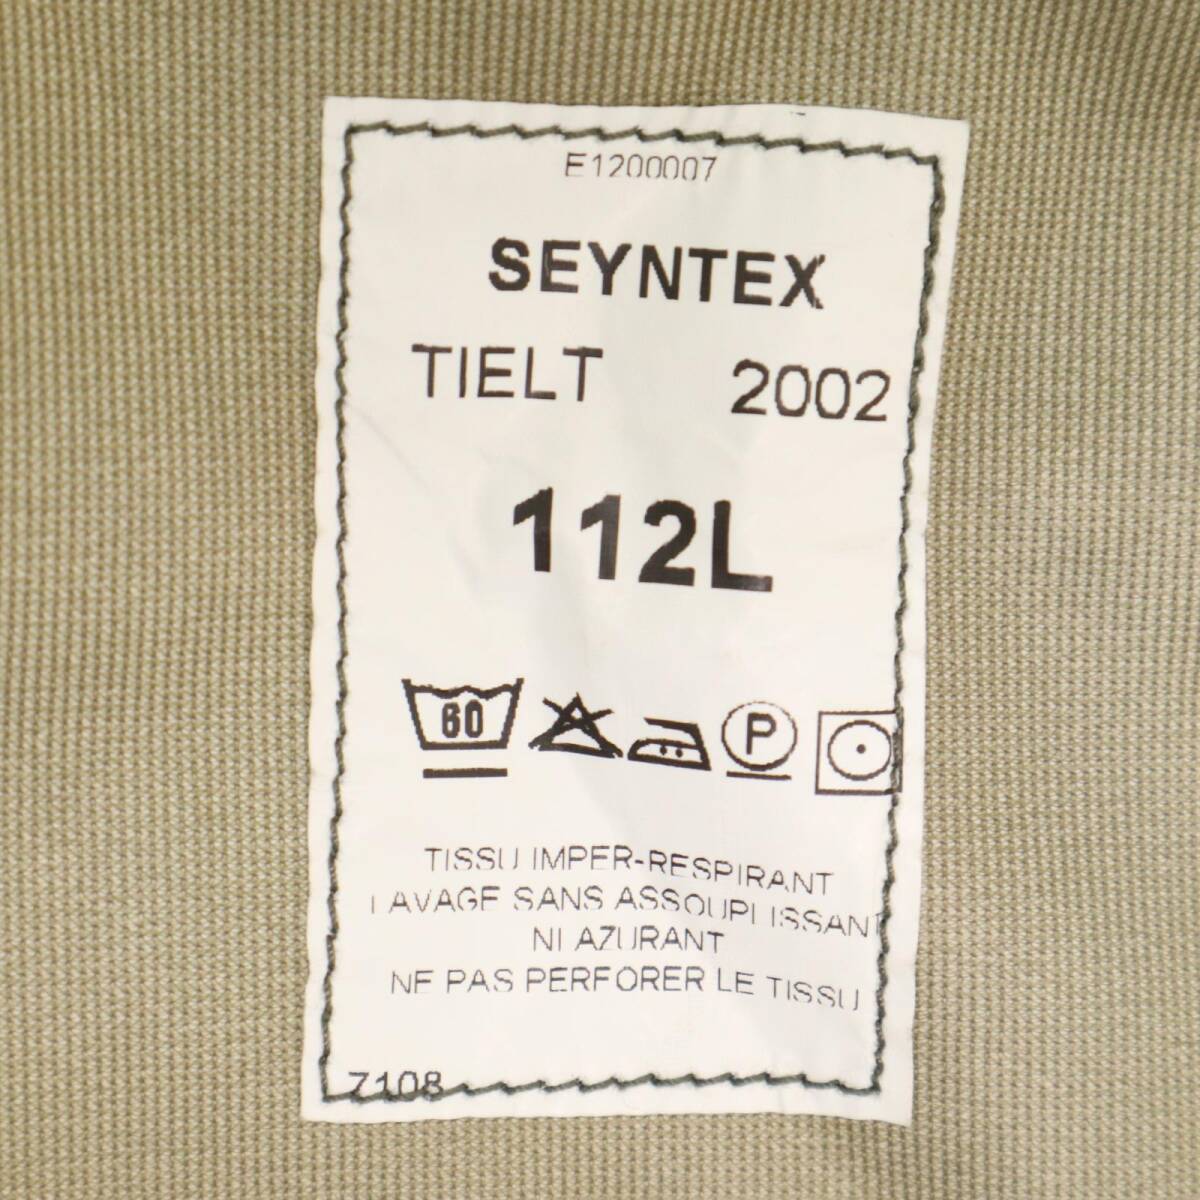 E1200007
SEYNTEX
TIELT 2002
112L
60 P
TISSU IMPER-RESPIRANT
LAVAGE SANS ASSOUPLISSANT
NI AZURANT
NE PAS PERFORER LE TISSU
7108